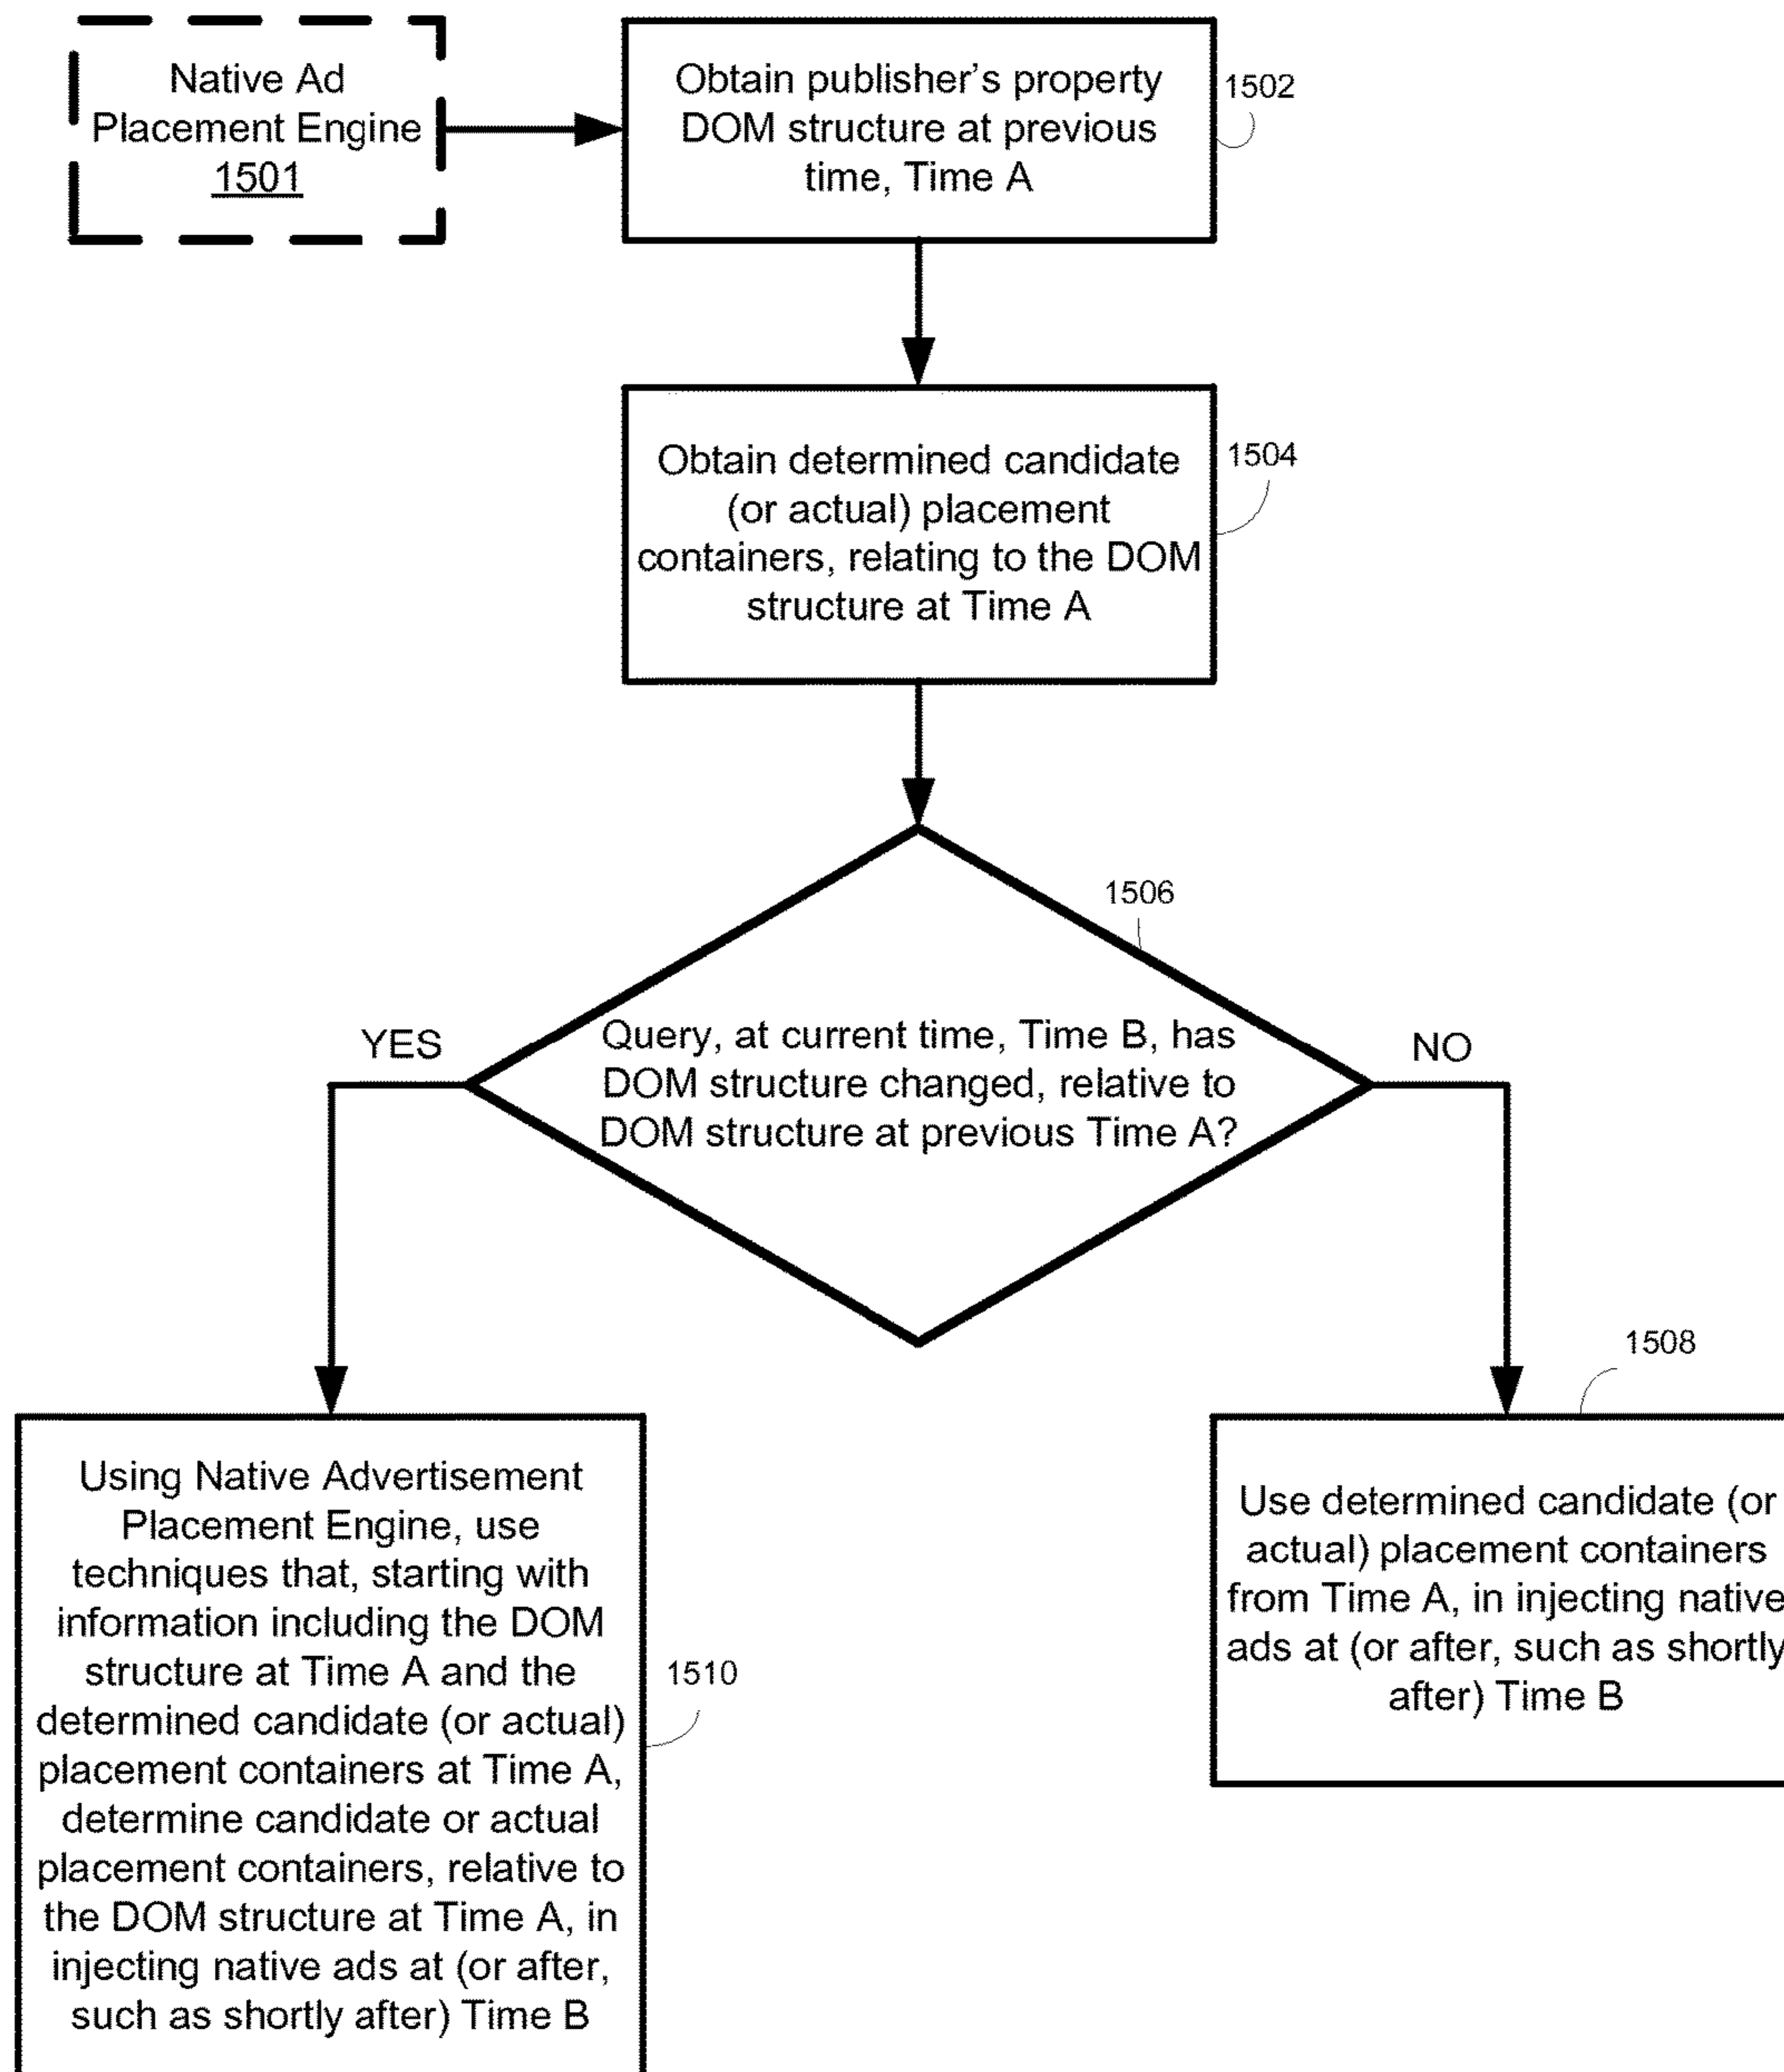 Native Ad
Placement Engine
1501
Obtain publisher's property
DOM structure at previous
time, Time A
1502
Obtain determined candidate
(or actual) placement
containers, relating to the DOM
structure at Time A
1504
1506
Query, at current time, Time B, has
DOM structure changed, relative to
DOM structure at previous Time A?
YES
NO
Using Native Advertisement
Placement Engine, use
techniques that, starting with
information including the DOM
structure at Time A and the
determined candidate (or actual)
placement containers at Time A,
determine candidate or actual
placement containers, relative to
the DOM structure at Time A, in
injecting native ads at (or after,
such as shortly after) Time B
1510
1508
Use determined candidate (or
actual) placement containers
from Time A, in injecting native
ads at (or after, such as shortly
after) Time B